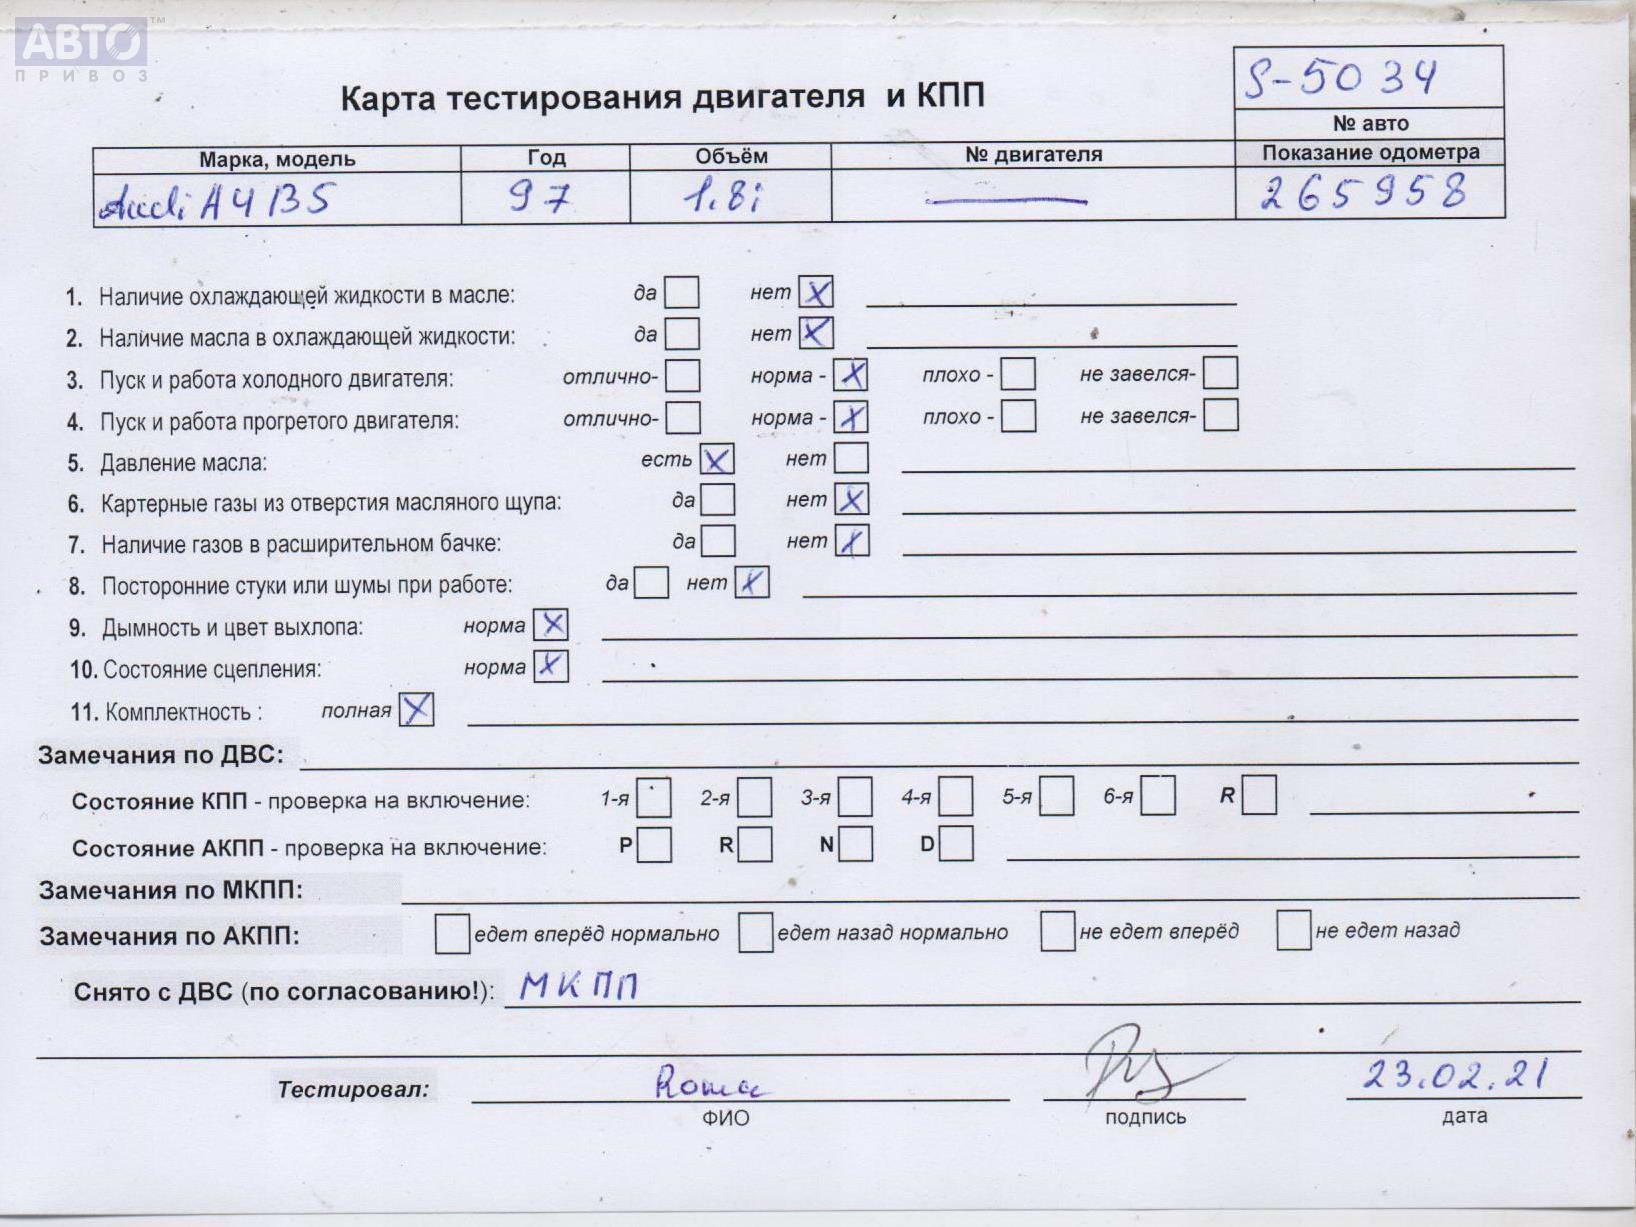 АВТО™
ПРИВОЗ
S-5034
Карта тестирования двигателя и КПП
№ авто
Марка, модель Год Объём № двигателя Показание одометра
Audi A4 B5 97 1.8i 265958
1. Наличие охлаждающей жидкости в масле: да нет X
2. Наличие масла в охлаждающей жидкости: да нет X
3. Пуск и работа холодного двигателя: отлично- норма - X плохо - не завелся-
4. Пуск и работа прогретого двигателя: отлично- норма - X плохо - не завелся-
5. Давление масла: есть X нет
6. Картерные газы из отверстия масляного щупа: да нет X
7. Наличие газов в расширительном бачке: да нет X
8. Посторонние стуки или шумы при работе: да нет X
9. Дымность и цвет выхлопа: норма X
10. Состояние сцепления: норма X
11. Комплектность : полная X
Замечания по ДВС:
Состояние КПП - проверка на включение: 1-я 2-я 3-я 4-я 5-я 6-я R
Состояние АКПП - проверка на включение: P R N D
Замечания по МКПП:
Замечания по АКПП: едет вперёд нормально едет назад нормально не едет вперёд не едет назад
Снято с ДВС (по согласованию!): МКПП
Тестировал: Рома 23.02.21
ФИО подпись дата